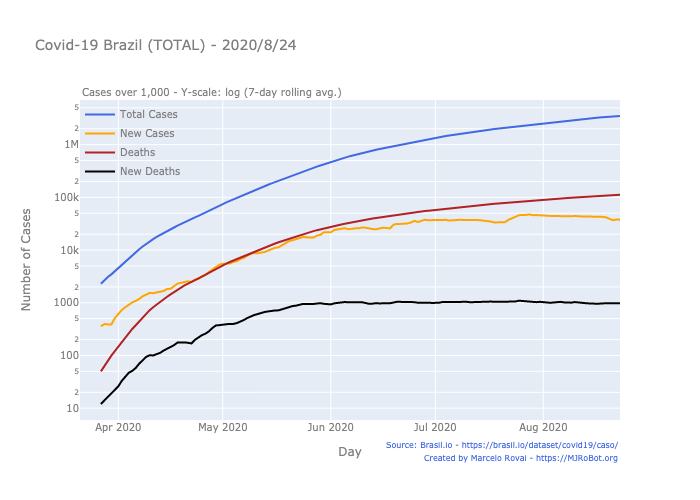 Covid-19 Brazil (TOTAL) - 2020/8/24
Cases over 1,000 - Y-scale: log (7-day rolling avg.)
Total Cases
New Cases
Deaths
New Deaths
Number of Cases
5
2
1M
5
2
100k
5
2
10k
5
2
1000
5
2
100
5
2
10
Apr 2020
May 2020
Jun 2020
Jul 2020
Aug 2020
Day
Source: Brasil.io - https://brasil.io/dataset/covid19/caso/
Created by Marcelo Rovai - https://MJRoBot.org